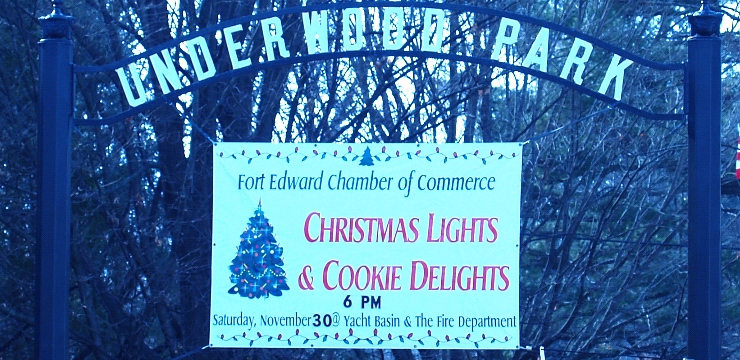 UNDERWOOD PARK
Fort Edward Chamber of Commerce
CHRISTMAS LIGHTS
& COOKIE DELIGHTS
6 PM
Saturday, November 30@ Yacht Basin & The Fire Department